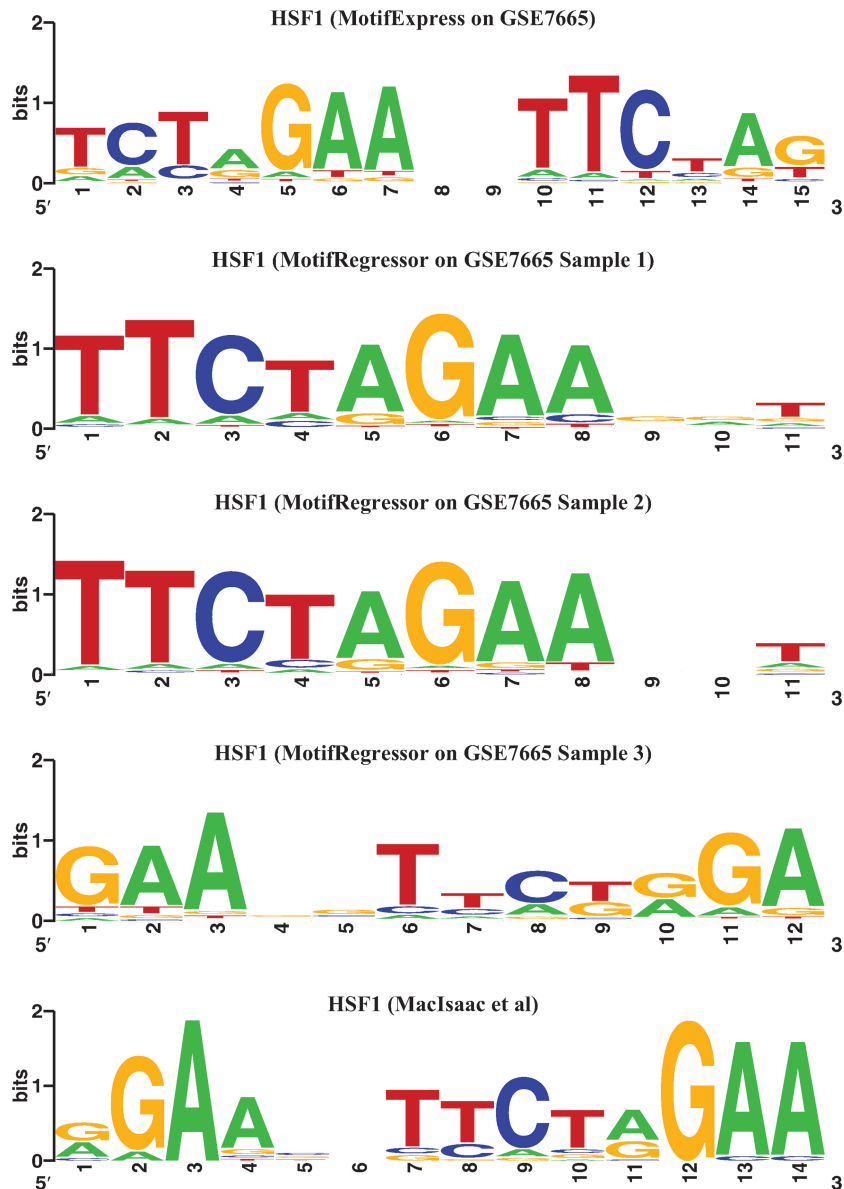 HSF1 (MotifExpress on GSE7665)
2
bits
1
0
1 2 3 4 5 6 7 8 9 10 11 12 13 14 15
5′ 3
HSF1 (MotifRegressor on GSE7665 Sample 1)
2
bits
1
0
1 2 3 4 5 6 7 8 9 10 11
5′ 3
HSF1 (MotifRegressor on GSE7665 Sample 2)
2
bits
1
0
1 2 3 4 5 6 7 8 9 10 11
5′ 3
HSF1 (MotifRegressor on GSE7665 Sample 3)
2
bits
1
0
1 2 3 4 5 6 7 8 9 10 11 12
5′ 3
HSF1 (MacIsaac et al)
2
bits
1
0
1 2 3 4 5 6 7 8 9 10 11 12 13 14
5′ 3